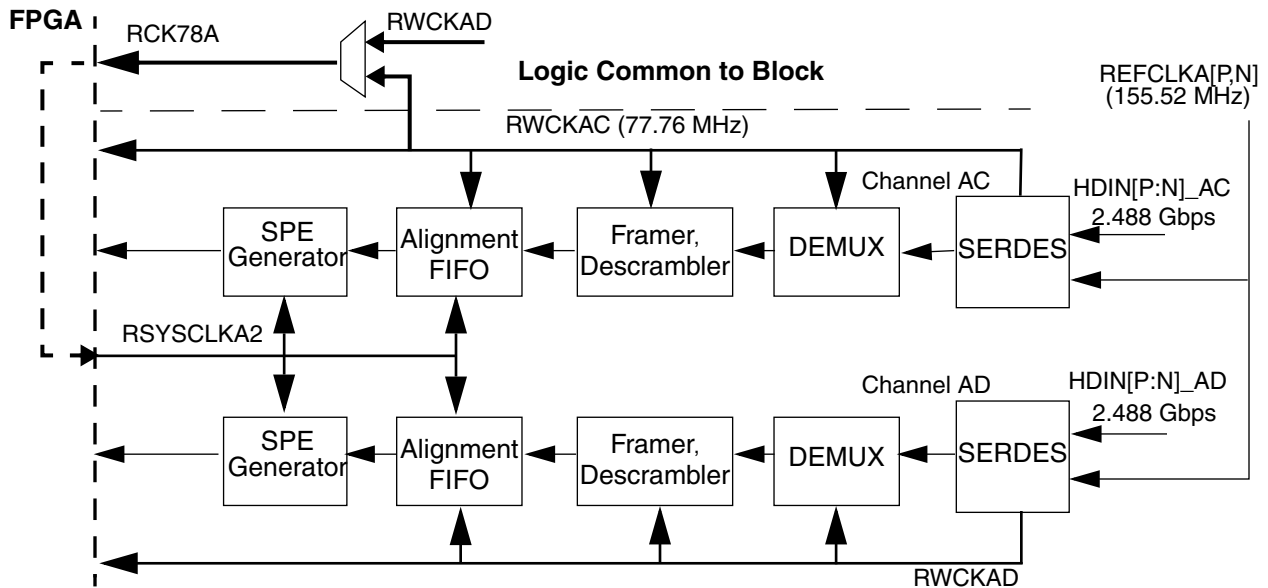 FPGA
RCK78A
RWCKAD
Logic Common to Block
REFCLKA[P,N]
(155.52 MHz)
RWCKAC (77.76 MHz)
Channel AC
HDIN[P:N]_AC
2.488 Gbps
SPE
Generator
Alignment
FIFO
Framer,
Descrambler
DEMUX
SERDES
RSYSCLKA2
Channel AD
HDIN[P:N]_AD
2.488 Gbps
SPE
Generator
Alignment
FIFO
Framer,
Descrambler
DEMUX
SERDES
RWCKAD